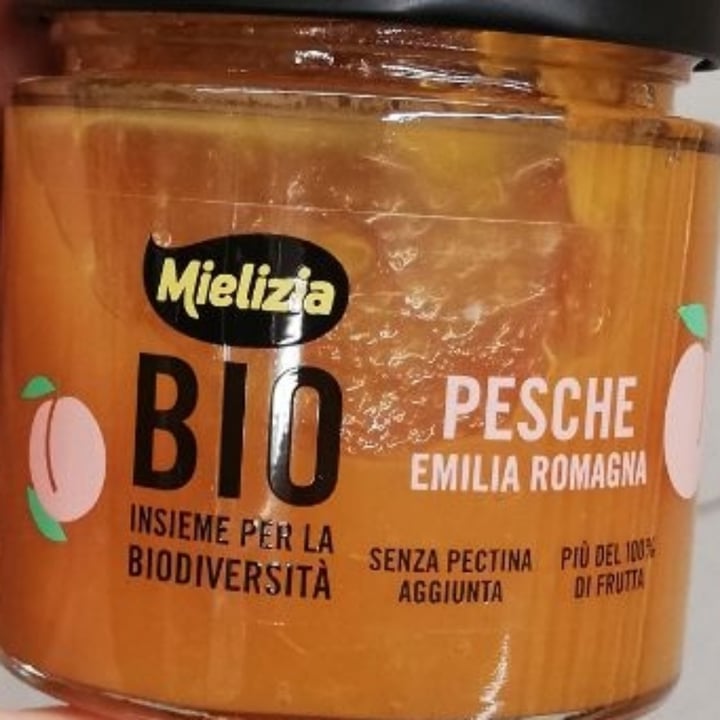 Mielizia
BIO
INSIEME PER LA
BIODIVERSITÀ
PESCHE
EMILIA ROMAGNA
SENZA PECTINA
AGGIUNTA
PIÙ DEL 100%
DI FRUTTA